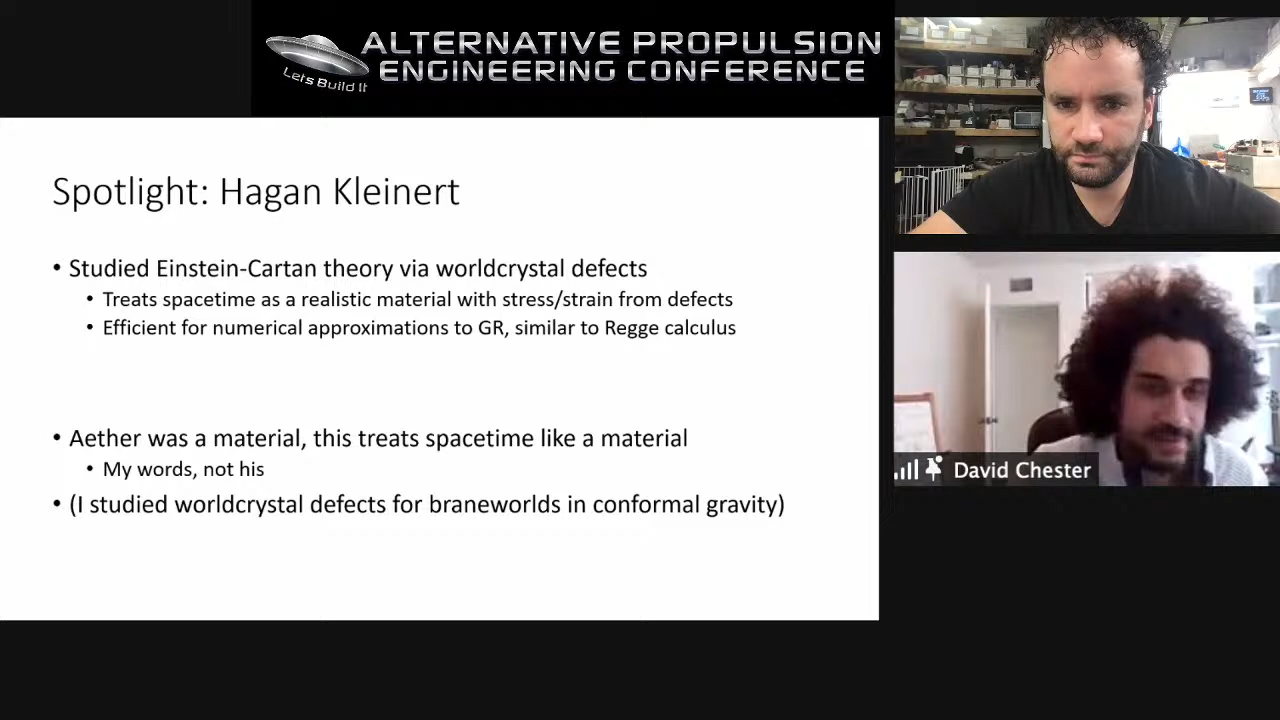 ALTERNATIVE PROPULSION
ENGINEERING CONFERENCE
Let's Build It
Spotlight: Hagan Kleinert
• Studied Einstein-Cartan theory via worldcrystal defects
• Treats spacetime as a realistic material with stress/strain from defects
• Efficient for numerical approximations to GR, similar to Regge calculus
• Aether was a material, this treats spacetime like a material
• My words, not his
• (I studied worldcrystal defects for braneworlds in conformal gravity)
David Chester